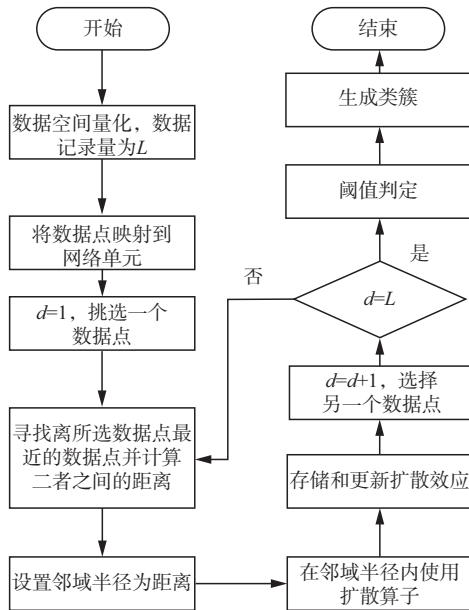 开始
数据空间量化，数据
记录量为L
将数据点映射到
网络单元
d=1，挑选一个
数据点
寻找离所选数据点最
近的数据点并计算
二者之间的距离
设置邻域半径为距离
在邻域半径内使用
扩散算子
存储和更新扩散效应
d=d+1，选择
另一个数据点
d=L
否
是
阈值判定
生成类簇
结束